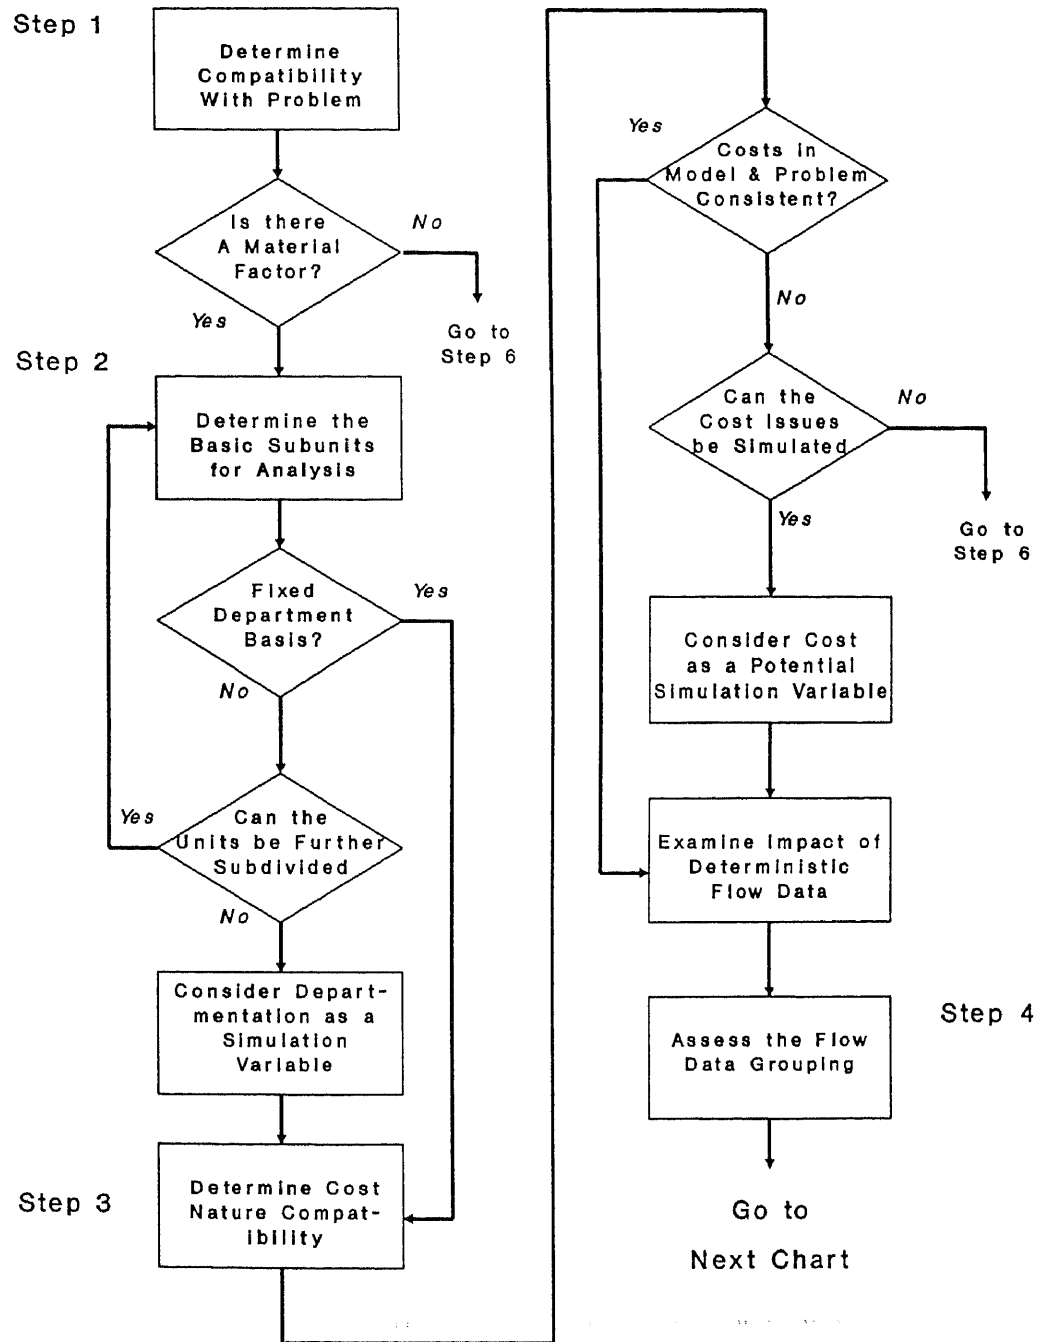 Step 1
Determine
Compatibility
With Problem
Is there
A Material
Factor?
No
Yes
Go to
Step 6
Step 2
Determine the
Basic Subunits
for Analysis
Fixed
Department
Basis?
Yes
No
Can the
Units be Further
Subdivided
Yes
No
Consider Depart-
mentation as a
Simulation
Variable
Step 3
Determine Cost
Nature Compat-
ibility
Yes
Costs in
Model & Problem
Consistent?
No
Can the
Cost Issues
be Simulated
No
Yes
Go to
Step 6
Consider Cost
as a Potential
Simulation Variable
Examine Impact of
Deterministic
Flow Data
Step 4
Assess the Flow
Data Grouping
Go to
Next Chart